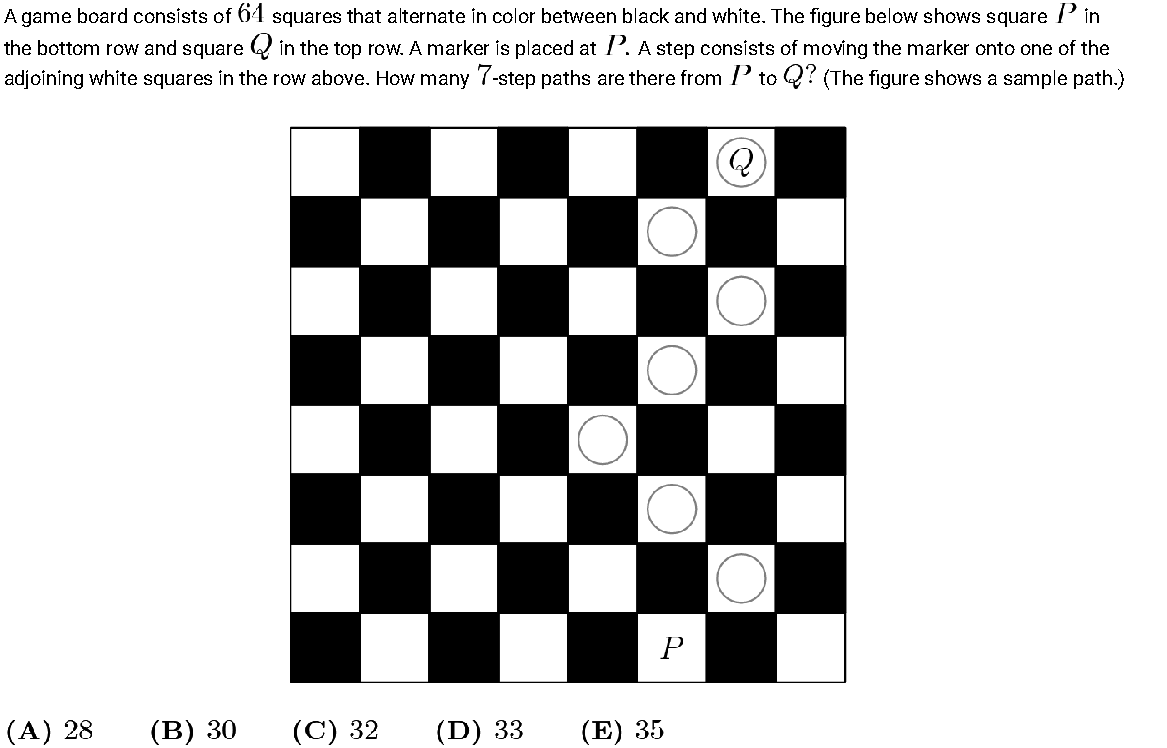 A game board consists of 64 squares that alternate in color between black and white. The figure below shows square P in
the bottom row and square Q in the top row. A marker is placed at P. A step consists of moving the marker onto one of the
adjoining white squares in the row above. How many 7-step paths are there from P to Q? (The figure shows a sample path.)
Q
P
(A) 28 (B) 30 (C) 32 (D) 33 (E) 35